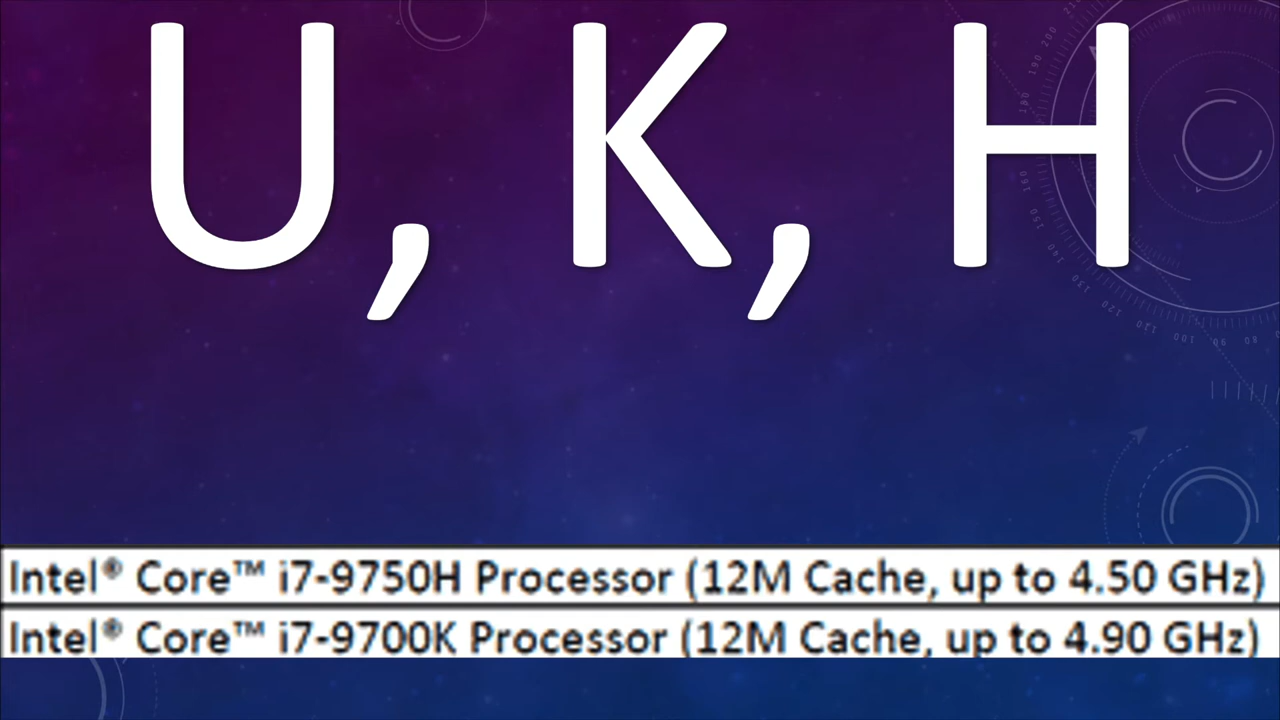 U, K, H
Intel® Core™ i7-9750H Processor (12M Cache, up to 4.50 GHz)
Intel® Core™ i7-9700K Processor (12M Cache, up to 4.90 GHz)